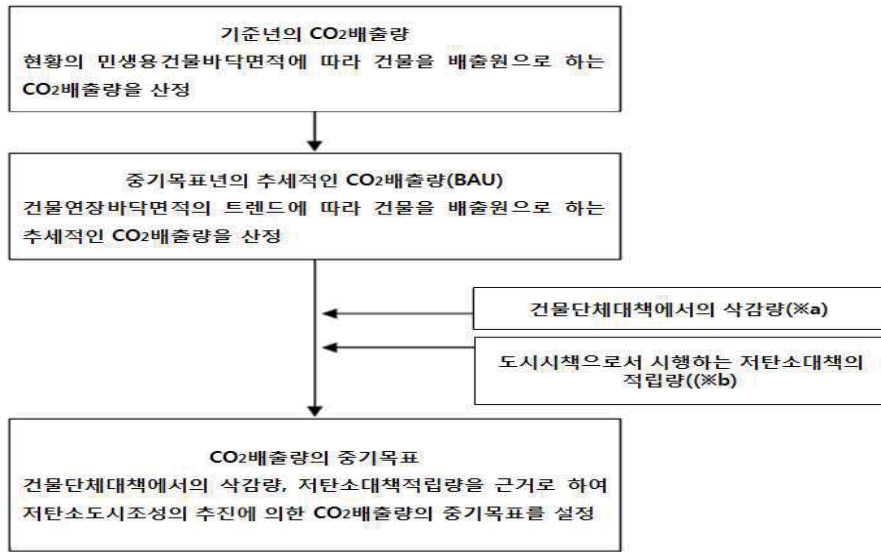 기준년의 CO2배출량
현황의 민생용건물바닥면적에 따라 건물을 배출원으로 하는
CO2배출량을 산정
중기목표년의 추세적인 CO2배출량(BAU)
건물연장바닥면적의 트렌드에 따라 건물을 배출원으로 하는
추세적인 CO2배출량을 산정
건물단체대책에서의 삭감량(※a)
도시시책으로서 시행하는 저탄소대책의
적립량((※b)
CO2배출량의 중기목표
건물단체대책에서의 삭감량, 저탄소대책적립량을 근거로 하여
저탄소도시조성의 추진에 의한 CO2배출량의 중기목표를 설정